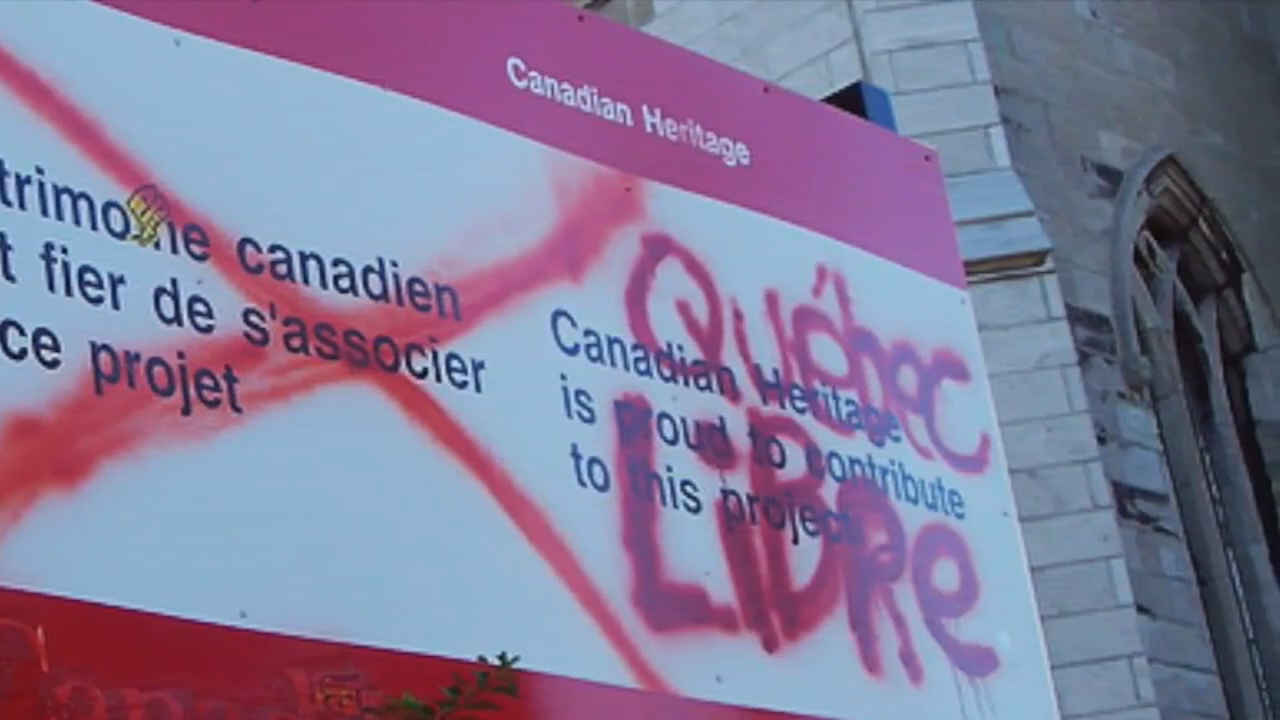 Canadian Heritage
canadien
t fier de s'associer
ce projet
Canadian Heritage
is proud to contribute
to this project
QUébec
LIBRe